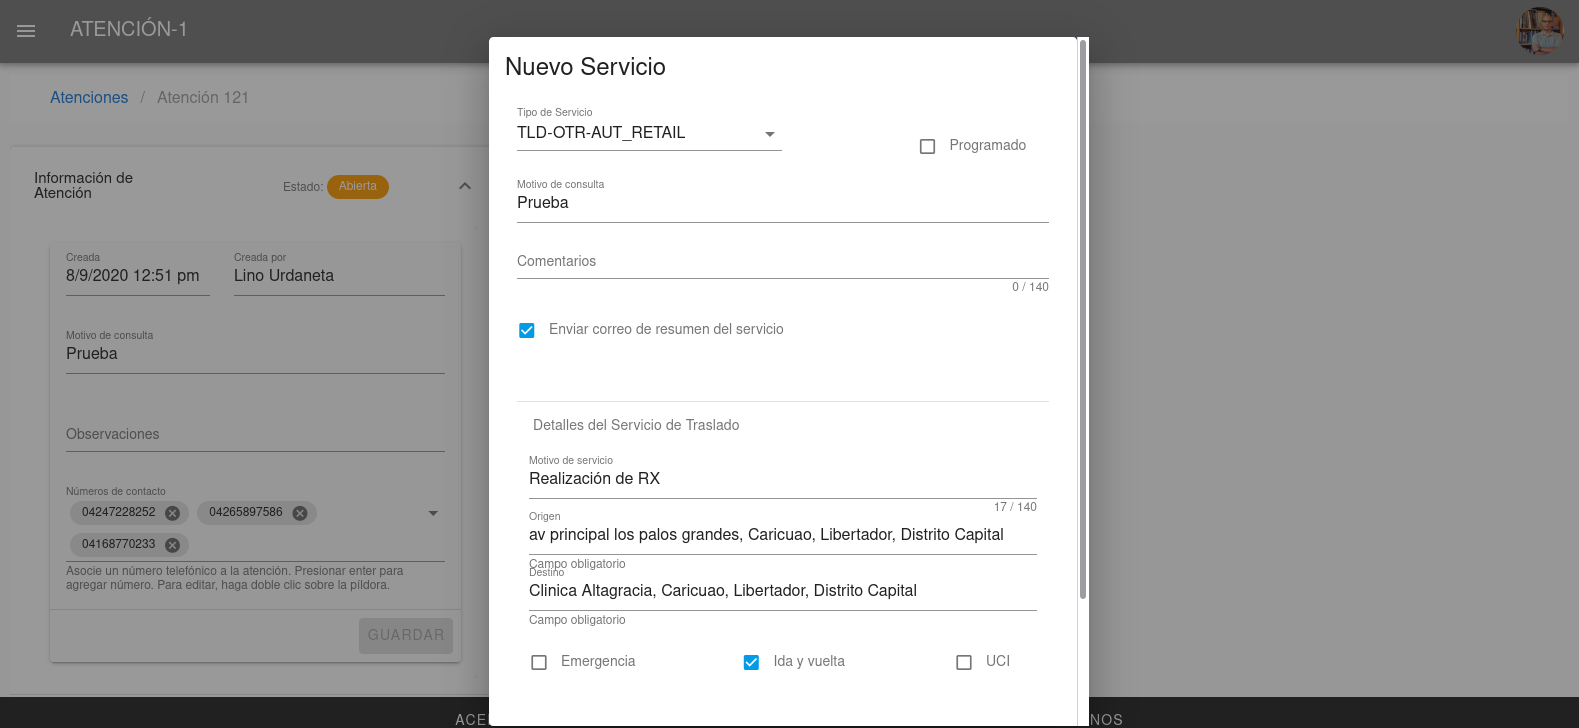 ATENCIÓN-1
Atenciones / Atención 121
Información de
Atención
Estado: Abierta
Creada
8/9/2020 12:51 pm
Creada por
Lino Urdaneta
Motivo de consulta
Prueba
Observaciones
Números de contacto
04247228252 04265897586
04168770233
Asocie un número telefónico a la atención. Presionar enter para
agregar número. Para editar, haga doble clic sobre la píldora.
GUARDAR
Nuevo Servicio
Tipo de Servicio
TLD-OTR-AUT_RETAIL
Programado
Motivo de consulta
Prueba
Comentarios
0 / 140
Enviar correo de resumen del servicio
Detalles del Servicio de Traslado
Motivo de servicio
Realización de RX
17 / 140
Origen
av principal los palos grandes, Caricuao, Libertador, Distrito Capital
Campo obligatorio
Destino
Clinica Altagracia, Caricuao, Libertador, Distrito Capital
Campo obligatorio
Emergencia Ida y vuelta UCI
ACE
NOS